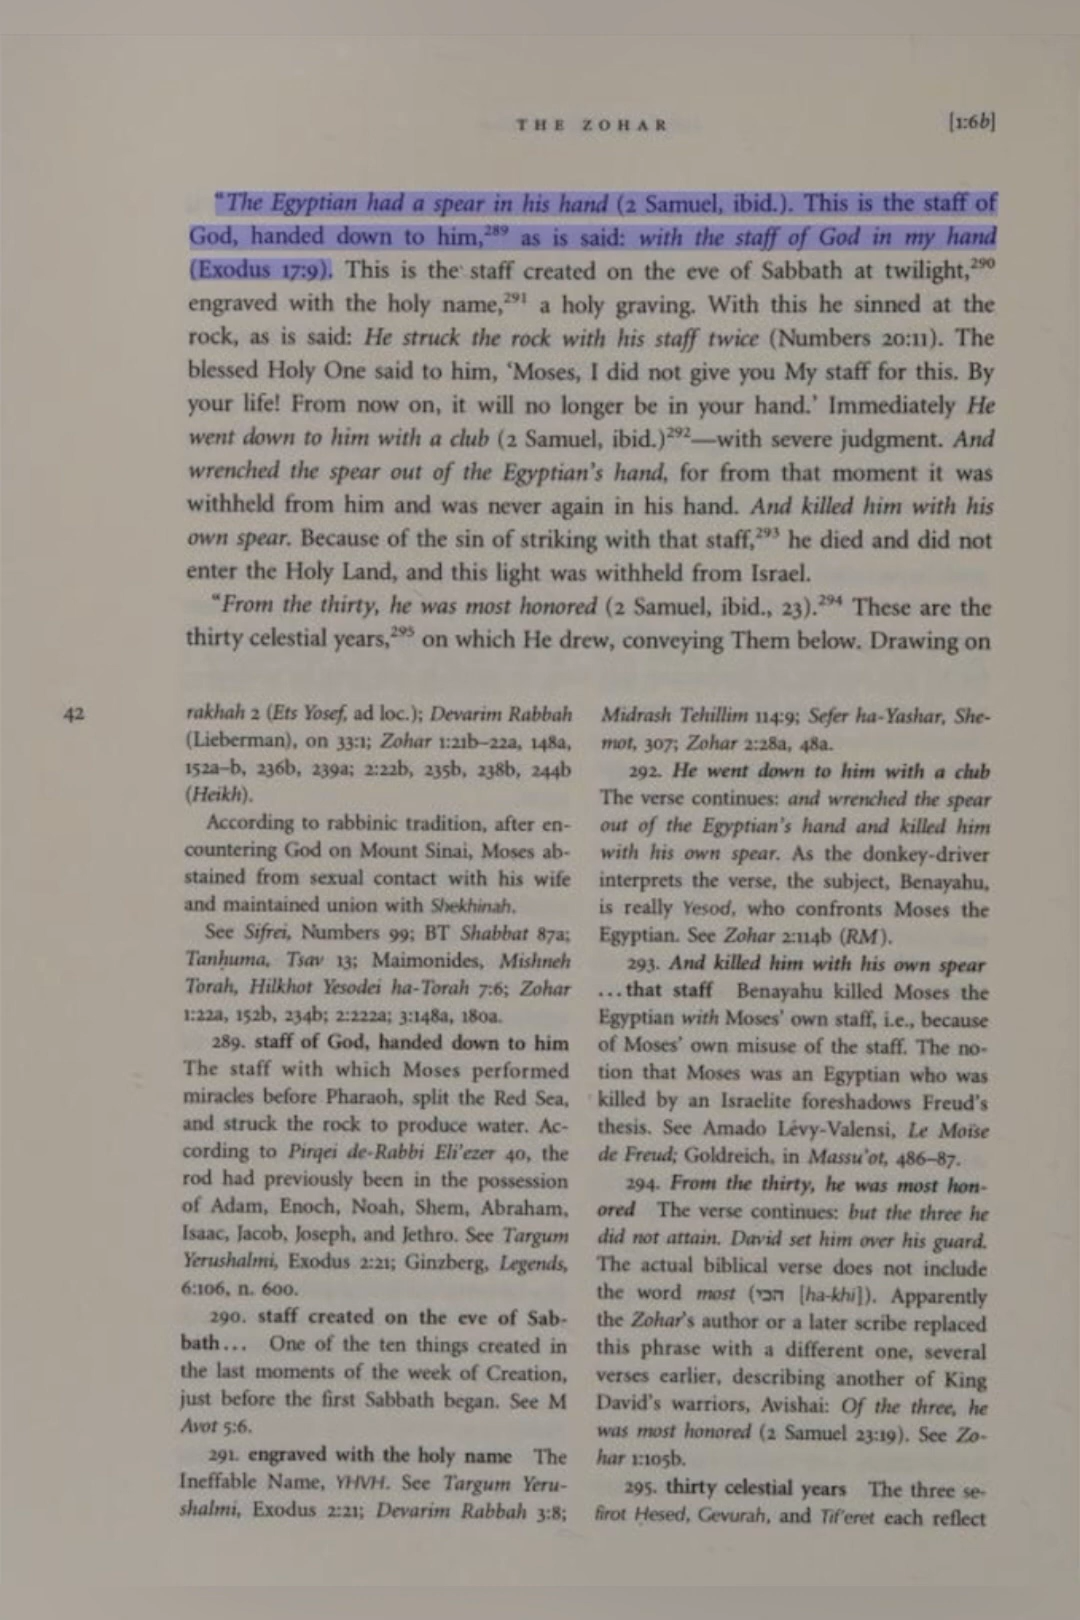 THE ZOHAR
[1:6b]
“The Egyptian had a spear in his hand (2 Samuel, ibid.). This is the staff of
God, handed down to him,289 as is said: with the staff of God in my hand
(Exodus 17:9). This is the staff created on the eve of Sabbath at twilight,290
engraved with the holy name,291 a holy graving. With this he sinned at the
rock, as is said: He struck the rock with his staff twice (Numbers 20:11). The
blessed Holy One said to him, ‘Moses, I did not give you My staff for this. By
your life! From now on, it will no longer be in your hand.’ Immediately He
went down to him with a club (2 Samuel, ibid.)292—with severe judgment. And
wrenched the spear out of the Egyptian’s hand, for from that moment it was
withheld from him and was never again in his hand. And killed him with his
own spear. Because of the sin of striking with that staff,293 he died and did not
enter the Holy Land, and this light was withheld from Israel.
“From the thirty, he was most honored (2 Samuel, ibid., 23).294 These are the
thirty celestial years,295 on which He drew, conveying Them below. Drawing on
42
rakhah 2 (Ets Yosef, ad loc.); Devarim Rabbah
(Lieberman), on 33:1; Zohar 1:21b–22a, 148a,
152a–b, 236b, 239a; 2:22b, 235b, 238b, 244b
(Heikh).
According to rabbinic tradition, after en-
countering God on Mount Sinai, Moses ab-
stained from sexual contact with his wife
and maintained union with Shekhinah.
See Sifrei, Numbers 99; BT Shabbat 87a;
Tanḥuma, Tsav 13; Maimonides, Mishneh
Torah, Hilkhot Yesodei ha-Torah 7:6; Zohar
1:22a, 152b, 234b; 2:222a; 3:148a, 180a.
289. staff of God, handed down to him
The staff with which Moses performed
miracles before Pharaoh, split the Red Sea,
and struck the rock to produce water. Ac-
cording to Pirqei de-Rabbi Eli’ezer 40, the
rod had previously been in the possession
of Adam, Enoch, Noah, Shem, Abraham,
Isaac, Jacob, Joseph, and Jethro. See Targum
Yerushalmi, Exodus 2:21; Ginzberg, Legends,
6:106, n. 600.
290. staff created on the eve of Sab-
bath... One of the ten things created in
the last moments of the week of Creation,
just before the first Sabbath began. See M
Avot 5:6.
291. engraved with the holy name The
Ineffable Name, YHVH. See Targum Yeru-
shalmi, Exodus 2:21; Devarim Rabbah 3:8;
Midrash Tehillim 114:9; Sefer ha-Yashar, She-
mot, 307; Zohar 2:28a, 48a.
292. He went down to him with a club
The verse continues: and wrenched the spear
out of the Egyptian’s hand and killed him
with his own spear. As the donkey-driver
interprets the verse, the subject, Benayahu,
is really Yesod, who confronts Moses the
Egyptian. See Zohar 2:114b (RM).
293. And killed him with his own spear
...that staff Benayahu killed Moses the
Egyptian with Moses’ own staff, i.e., because
of Moses’ own misuse of the staff. The no-
tion that Moses was an Egyptian who was
killed by an Israelite foreshadows Freud’s
thesis. See Amado Lévy-Valensi, Le Moïse
de Freud; Goldreich, in Massu’ot, 486–87.
294. From the thirty, he was most hon-
ored The verse continues: but the three he
did not attain. David set him over his guard.
The actual biblical verse does not include
the word most (הכי [ha-khi]). Apparently
the Zohar’s author or a later scribe replaced
this phrase with a different one, several
verses earlier, describing another of King
David’s warriors, Avishai: Of the three, he
was most honored (2 Samuel 23:19). See Zo-
har 1:105b.
295. thirty celestial years The three se-
firot Ḥesed, Gevurah, and Tif’eret each reflect